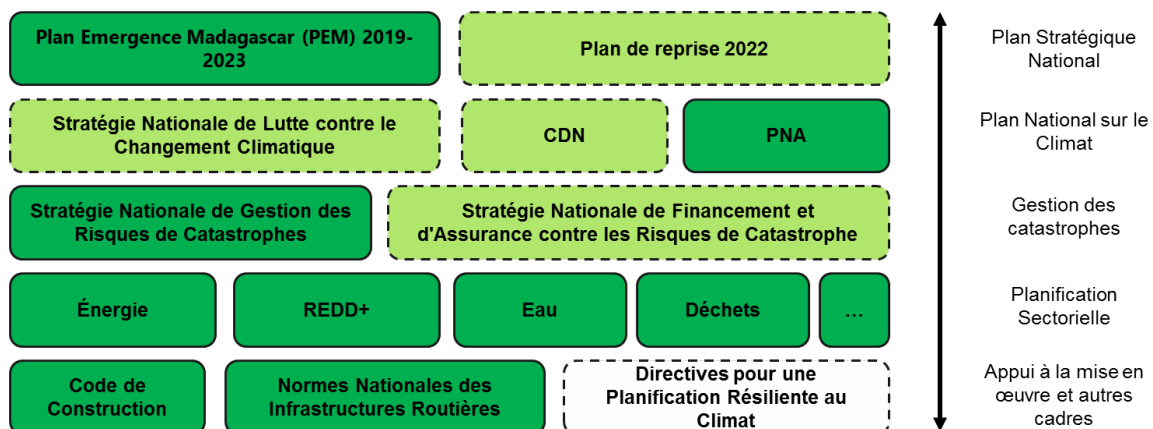 Plan Emergence Madagascar (PEM) 2019-
2023
Plan de reprise 2022
Plan Stratégique
National
Stratégie Nationale de Lutte contre le
Changement Climatique
CDN
PNA
Plan National sur le
Climat
Stratégie Nationale de Gestion des
Risques de Catastrophes
Stratégie Nationale de Financement et
d'Assurance contre les Risques de Catastrophe
Gestion des
catastrophes
Énergie
REDD+
Eau
Déchets
...
Planification
Sectorielle
Code de
Construction
Normes Nationales des
Infrastructures Routières
Directives pour une
Planification Résiliente au
Climat
Appui à la mise en
œuvre et autres
cadres